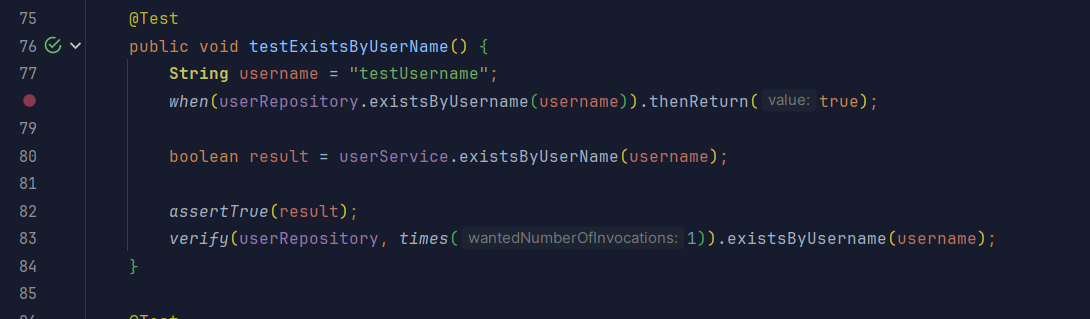 75 @Test
76 public void testExistsByUserName() {
77 String username = "testUsername";
when(userRepository.existsByUsername(username)).thenReturn( value: true);
79
80 boolean result = userService.existsByUserName(username);
81
82 assertTrue(result);
83 verify(userRepository, times( wantedNumberOfInvocations: 1)).existsByUsername(username);
84 }
85